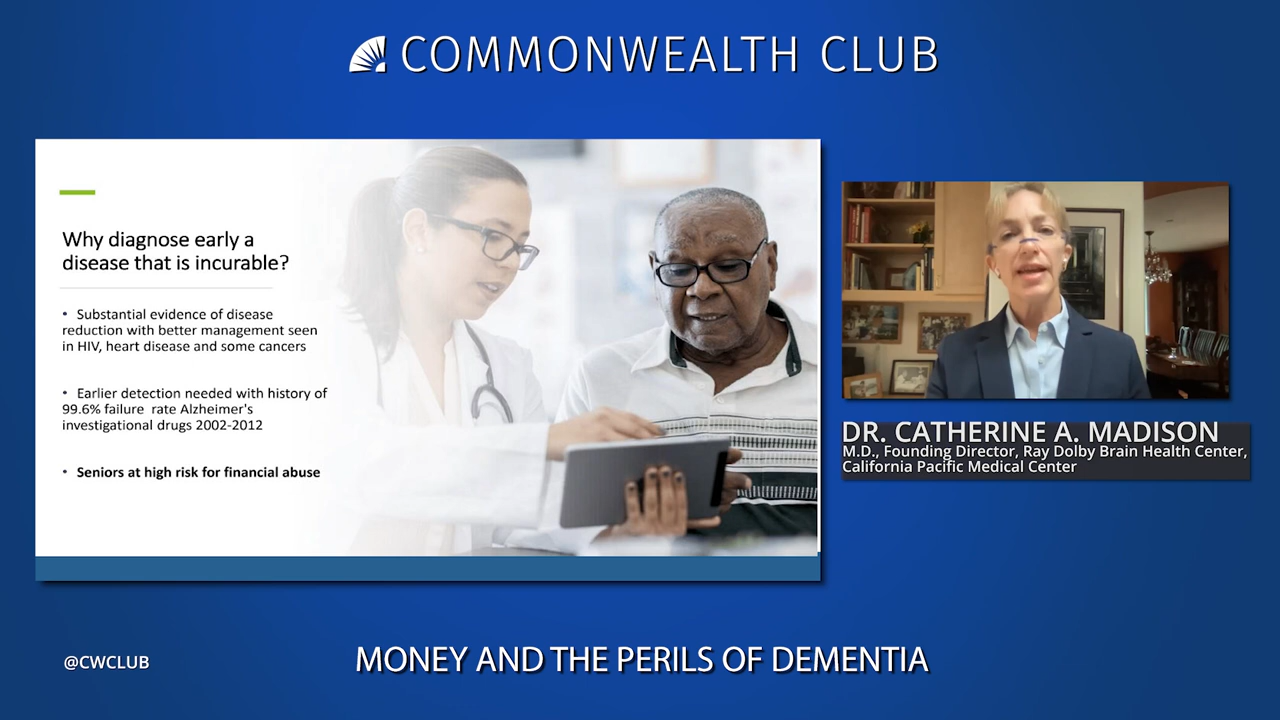 COMMONWEALTH CLUB
Why diagnose early a
disease that is incurable?
• Substantial evidence of disease
reduction with better management seen
in HIV, heart disease and some cancers
• Earlier detection needed with history of
99.6% failure rate Alzheimer's
investigational drugs 2002-2012
• Seniors at high risk for financial abuse
DR. CATHERINE A. MADISON
M.D., Founding Director, Ray Dolby Brain Health Center,
California Pacific Medical Center
@CWCLUB
MONEY AND THE PERILS OF DEMENTIA